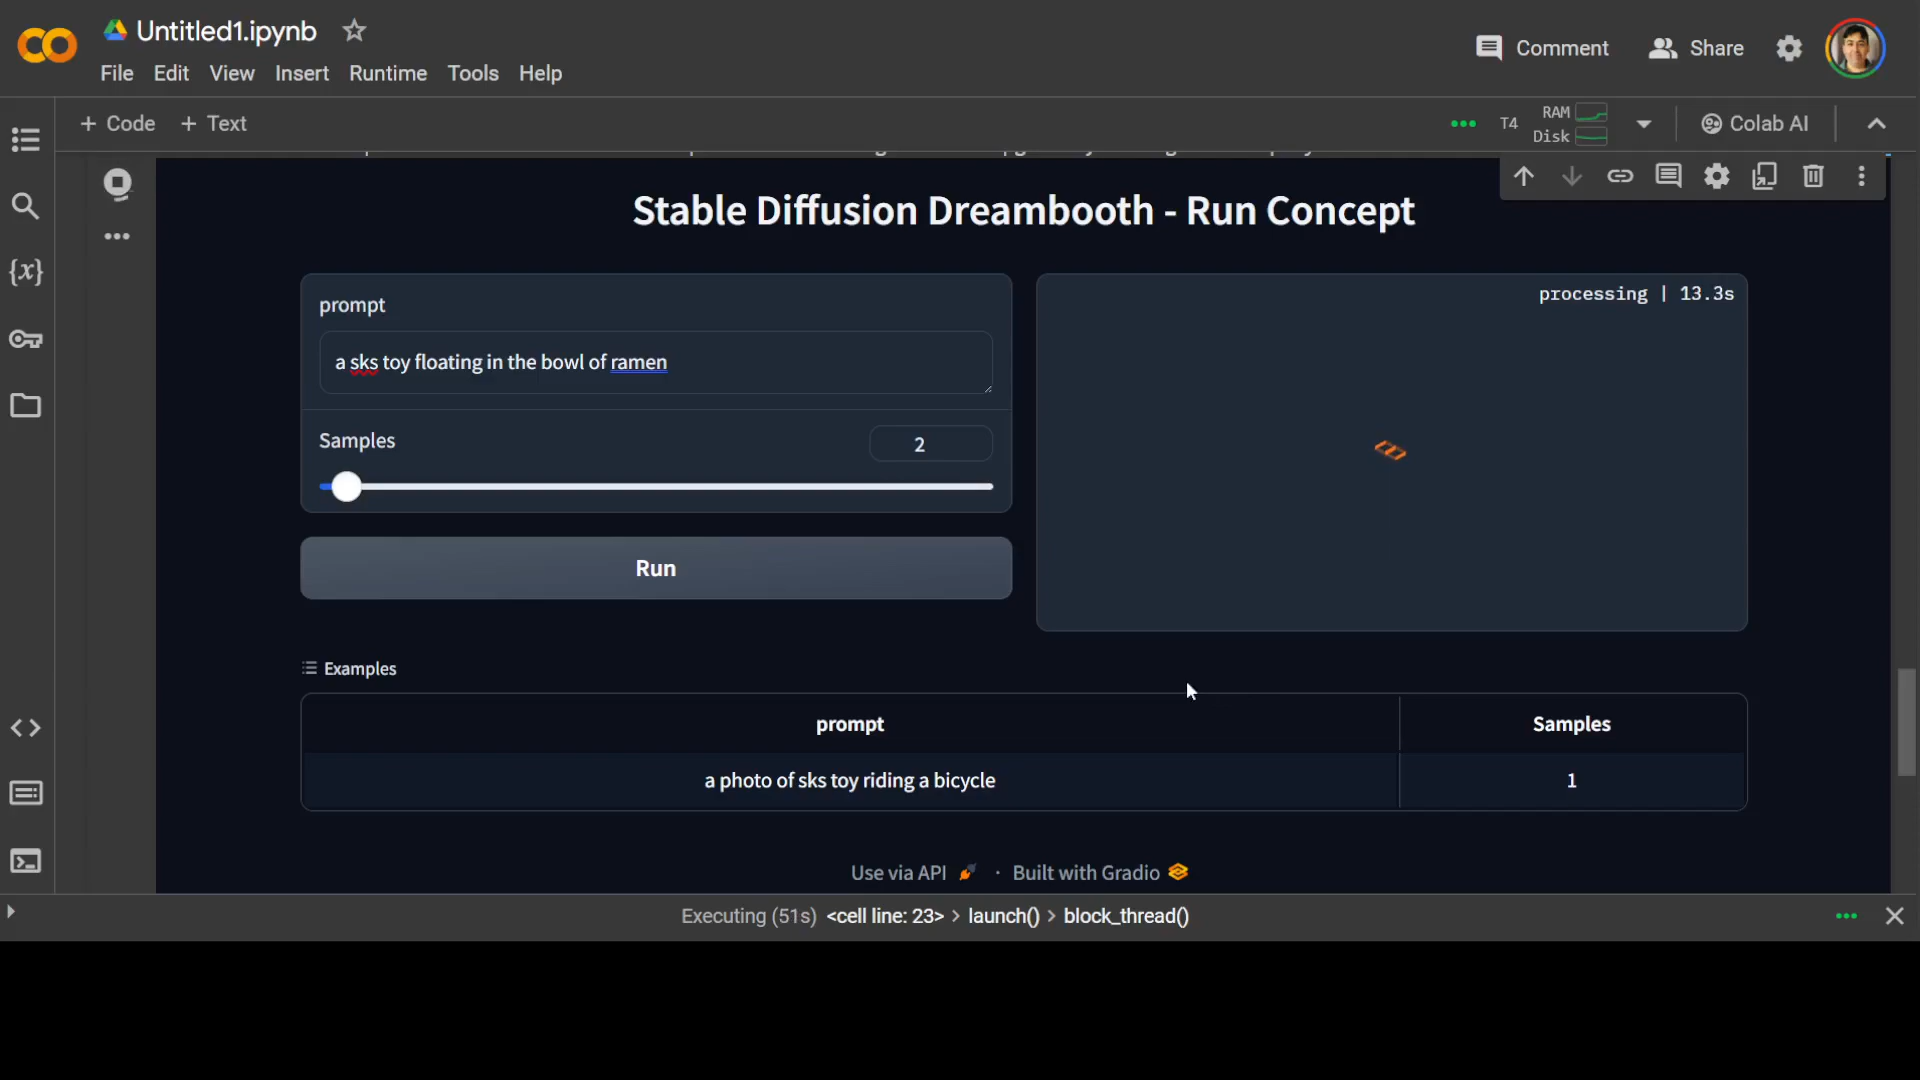 Untitled1.ipynb
Comment
Share
File Edit View Insert Runtime Tools Help
+ Code + Text
T4
RAM
Disk
Colab AI
{x}
Stable Diffusion Dreambooth - Run Concept
prompt
processing | 13.3s
a sks toy floating in the bowl of ramen
Samples
2
Run
Examples
prompt Samples
a photo of sks toy riding a bicycle 1
Use via API · Built with Gradio
Executing (51s) <cell line: 23> > launch() > block_thread()